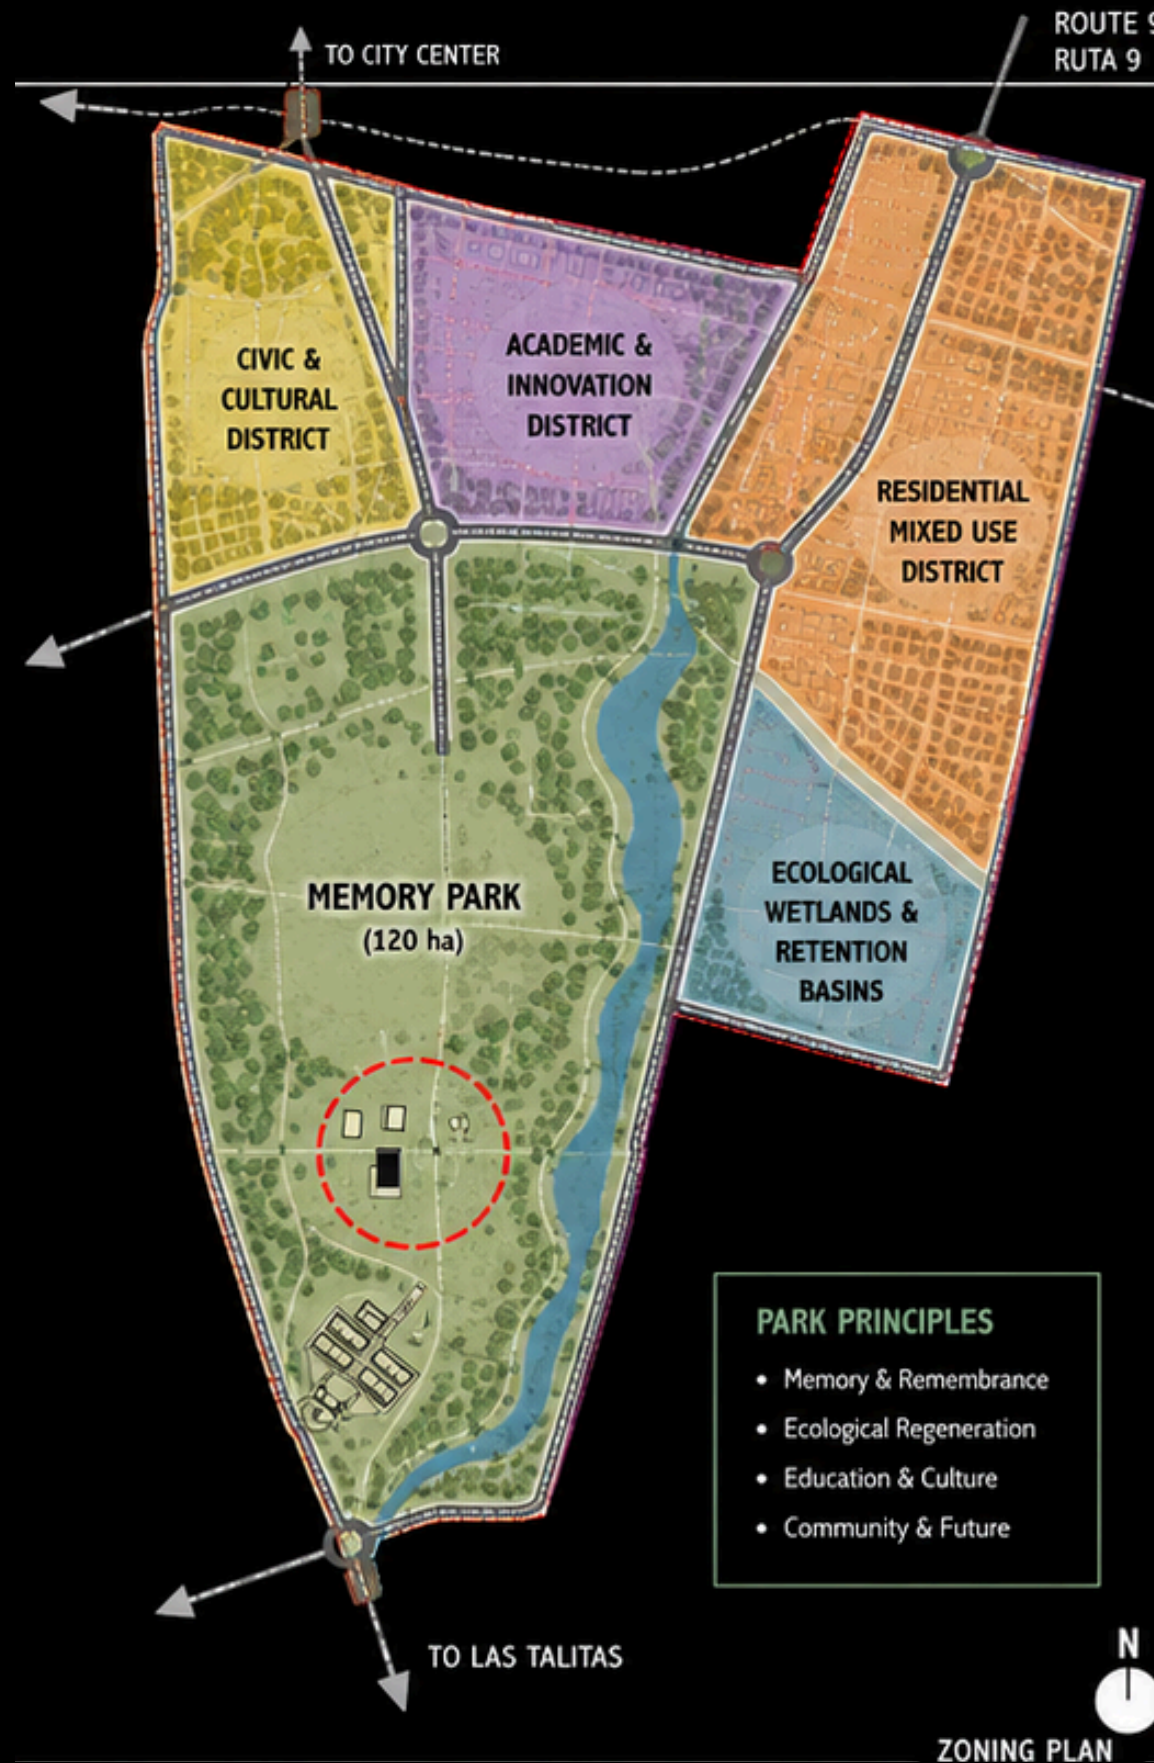 TO CITY CENTER
ROUTE 9
RUTA 9
CIVIC &
CULTURAL
DISTRICT
ACADEMIC &
INNOVATION
DISTRICT
RESIDENTIAL
MIXED USE
DISTRICT
MEMORY PARK
(120 ha)
ECOLOGICAL
WETLANDS &
RETENTION
BASINS
PARK PRINCIPLES
• Memory & Remembrance
• Ecological Regeneration
• Education & Culture
• Community & Future
TO LAS TALITAS
N
ZONING PLAN